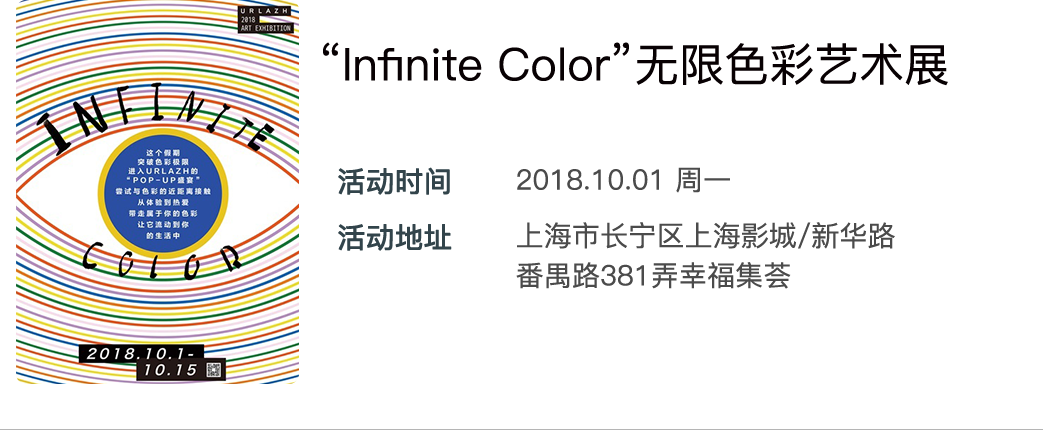 URLAZH
2018
ART EXHIBITION
INFINITE
这个假期
突破色彩极限
进入URLAZH的
“POP-UP盛宴”
尝试与色彩的近距离接触
从体验到热爱
带走属于你的色彩
让它流动到你
的生活中
COLOR
2018.10.1-
10.15
“Infinite Color”无限色彩艺术展
活动时间 2018.10.01 周一
活动地址 上海市长宁区上海影城/新华路
番禺路381弄幸福集荟